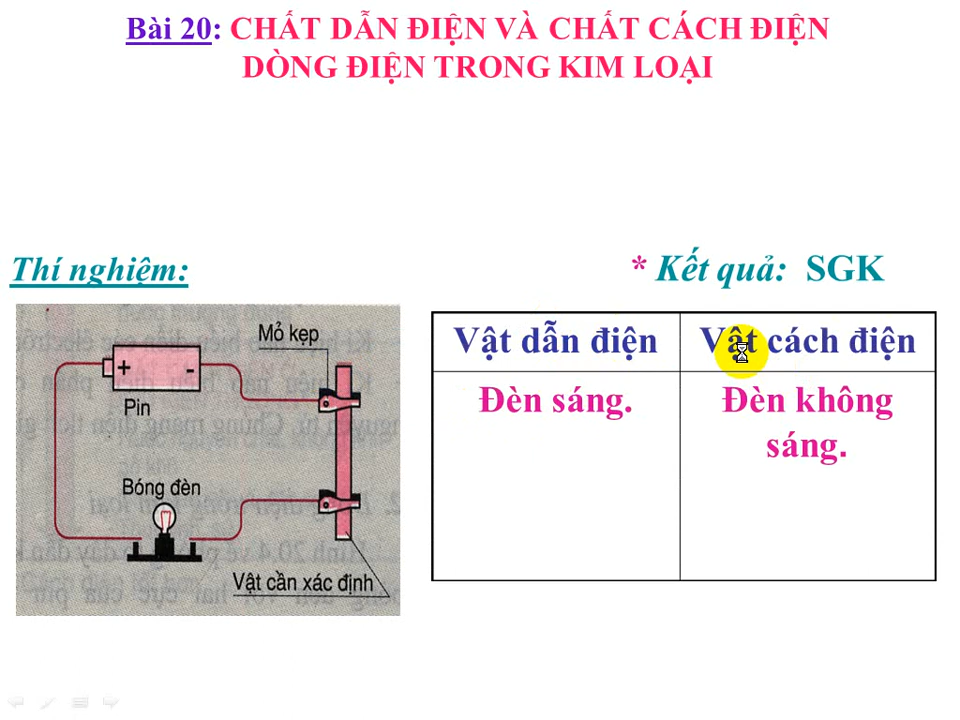 Bài 20: CHẤT DẪN ĐIỆN VÀ CHẤT CÁCH ĐIỆN
DÒNG ĐIỆN TRONG KIM LOẠI
Thí nghiệm:
* Kết quả: SGK
Mỏ kẹp
+ -
Pin
Bóng đèn
Vật cần xác định
Vật dẫn điện
Vật cách điện
Đèn sáng.
Đèn không
sáng.